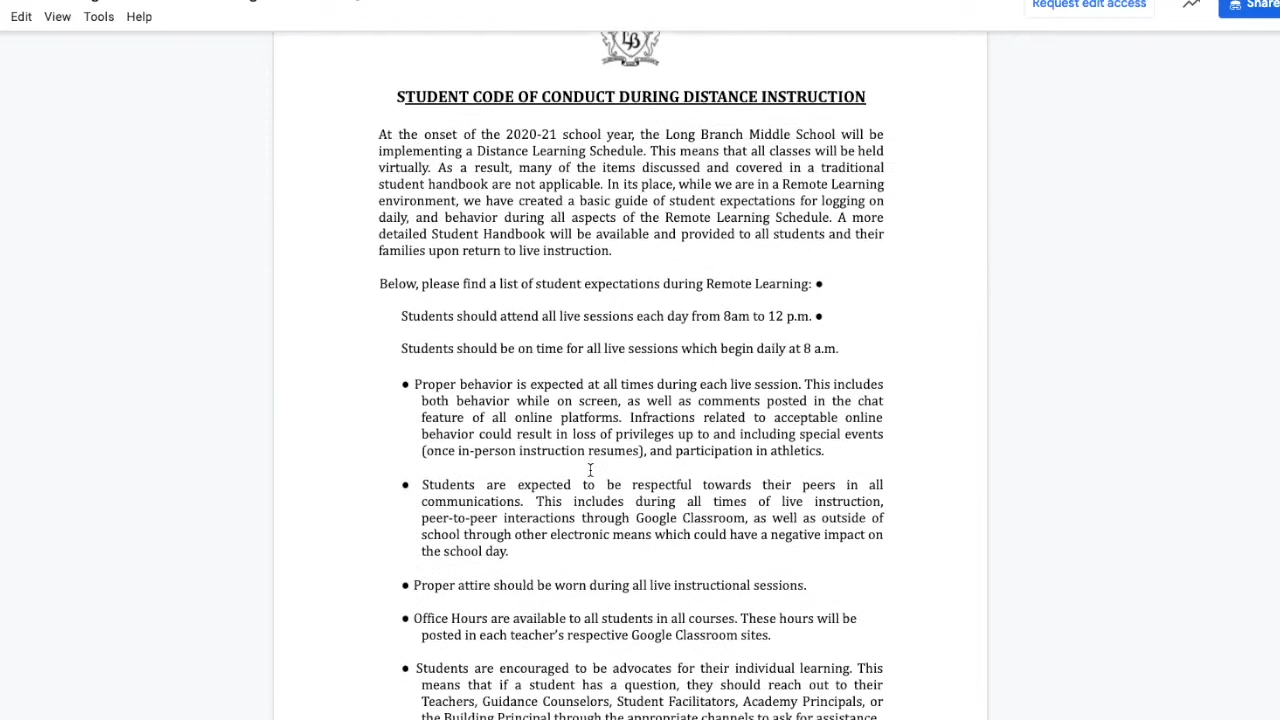 Edit View Tools Help
Request edit access
Share
LB
STUDENT CODE OF CONDUCT DURING DISTANCE INSTRUCTION
At the onset of the 2020-21 school year, the Long Branch Middle School will be
implementing a Distance Learning Schedule. This means that all classes will be held
virtually. As a result, many of the items discussed and covered in a traditional
student handbook are not applicable. In its place, while we are in a Remote Learning
environment, we have created a basic guide of student expectations for logging on
daily, and behavior during all aspects of the Remote Learning Schedule. A more
detailed Student Handbook will be available and provided to all students and their
families upon return to live instruction.
Below, please find a list of student expectations during Remote Learning: ●
Students should attend all live sessions each day from 8am to 12 p.m. ●
Students should be on time for all live sessions which begin daily at 8 a.m.
● Proper behavior is expected at all times during each live session. This includes
both behavior while on screen, as well as comments posted in the chat
feature of all online platforms. Infractions related to acceptable online
behavior could result in loss of privileges up to and including special events
(once in-person instruction resumes), and participation in athletics.
● Students are expected to be respectful towards their peers in all
communications. This includes during all times of live instruction,
peer-to-peer interactions through Google Classroom, as well as outside of
school through other electronic means which could have a negative impact on
the school day.
● Proper attire should be worn during all live instructional sessions.
● Office Hours are available to all students in all courses. These hours will be
posted in each teacher's respective Google Classroom sites.
● Students are encouraged to be advocates for their individual learning. This
means that if a student has a question, they should reach out to their
Teachers, Guidance Counselors, Student Facilitators, Academy Principals, or
the Building Principal through the appropriate channels to ask for assistance.